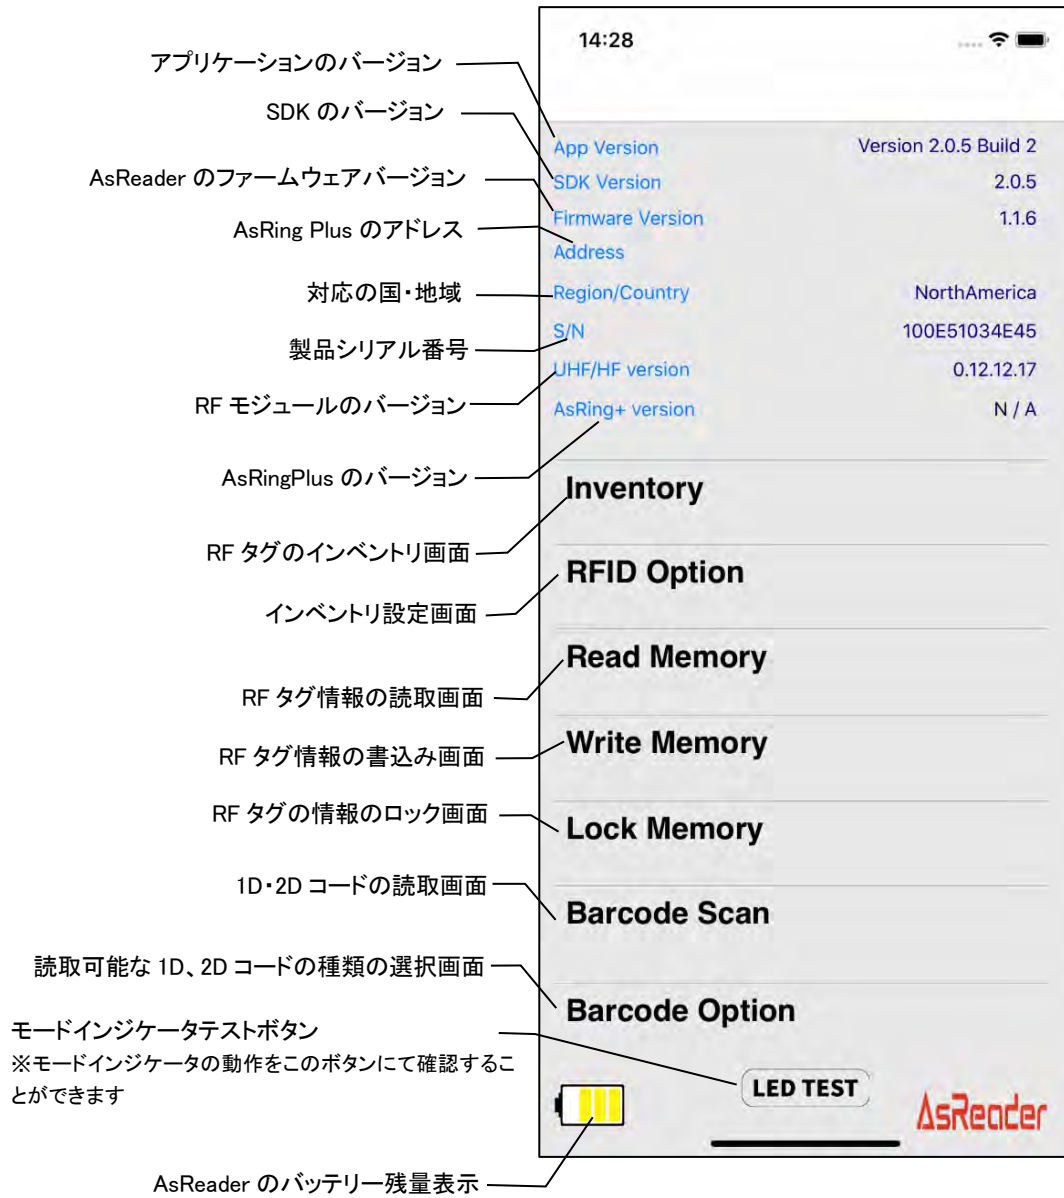 14:28
アプリケーションのバージョン
SDK のバージョン
AsReader のファームウェアバージョン
AsRing Plus のアドレス
対応の国・地域
製品シリアル番号
RF モジュールのバージョン
AsRingPlus のバージョン
RF タグのインベントリ画面
インベントリ設定画面
RF タグ情報の読取画面
RF タグ情報の書込み画面
RF タグの情報のロック画面
1D・2D コードの読取画面
読取可能な 1D、2D コードの種類の選択画面
モードインジケータテストボタン
※モードインジケータの動作をこのボタンにて確認するこ
とができます
AsReader のバッテリー残量表示
App Version Version 2.0.5 Build 2
SDK Version 2.0.5
Firmware Version 1.1.6
Address
Region/Country NorthAmerica
S/N 100E51034E45
UHF/HF version 0.12.12.17
AsRing+ version N / A
Inventory
RFID Option
Read Memory
Write Memory
Lock Memory
Barcode Scan
Barcode Option
LED TEST
AsReader